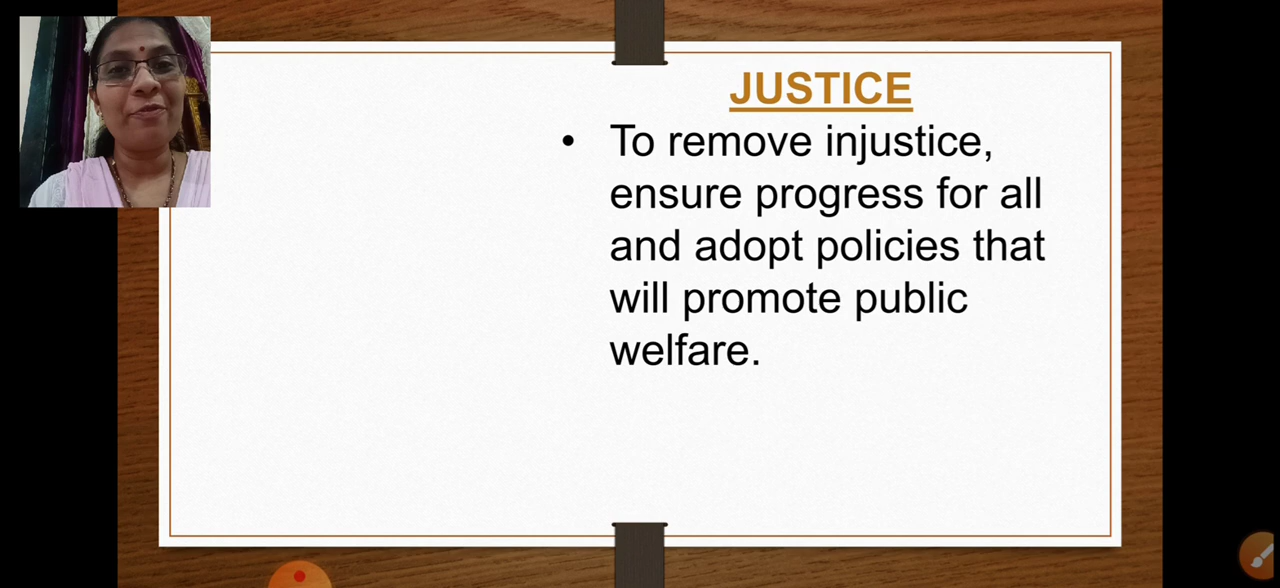 JUSTICE
• To remove injustice,
ensure progress for all
and adopt policies that
will promote public
welfare.